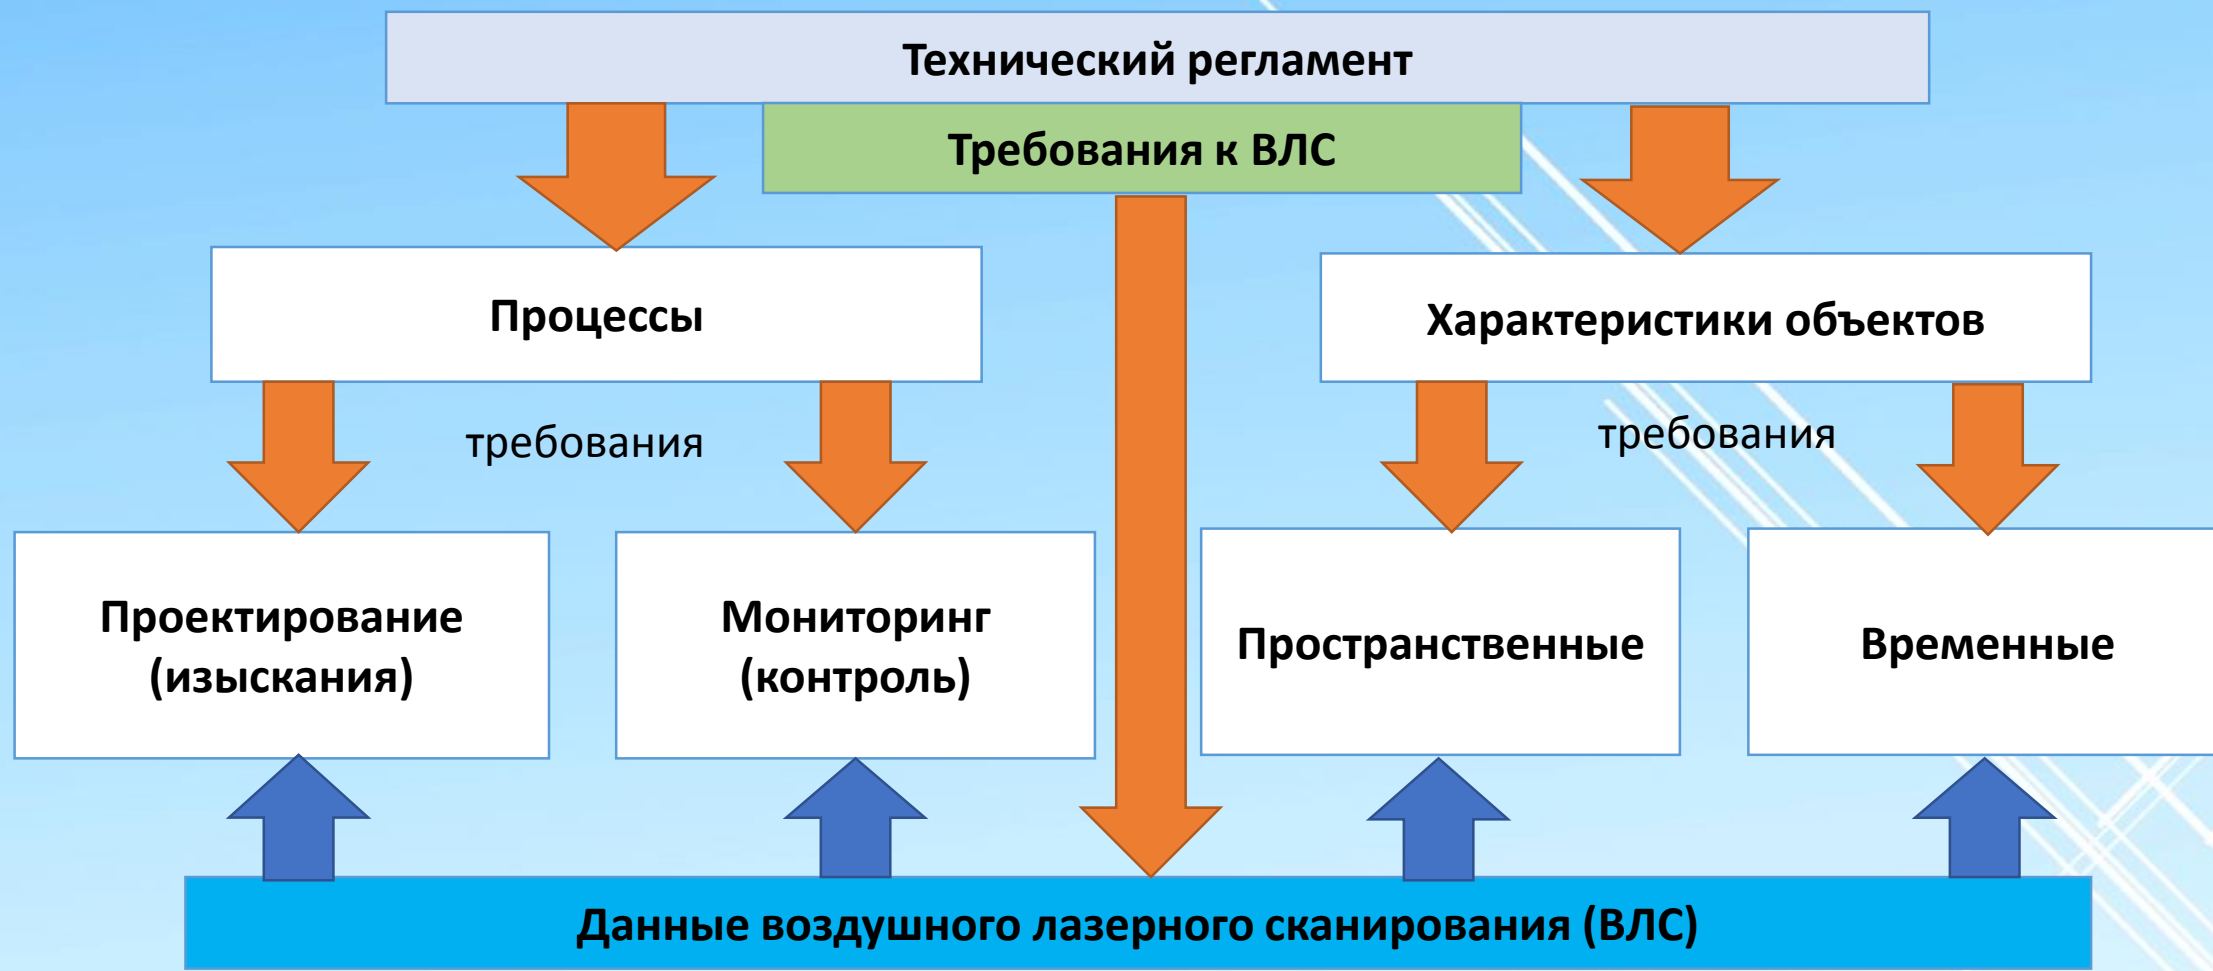 Технический регламент
Требования к ВЛС
Процессы
Характеристики объектов
требования
требования
Проектирование
(изыскания)
Мониторинг
(контроль)
Пространственные
Временные
Данные воздушного лазерного сканирования (ВЛС)